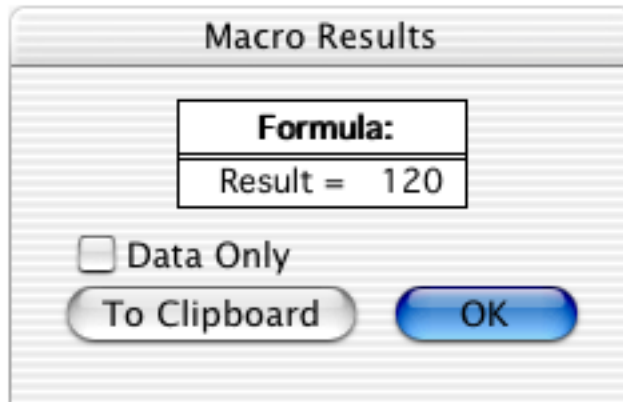 Macro Results
Formula:
Result = 120
Data Only
To Clipboard OK